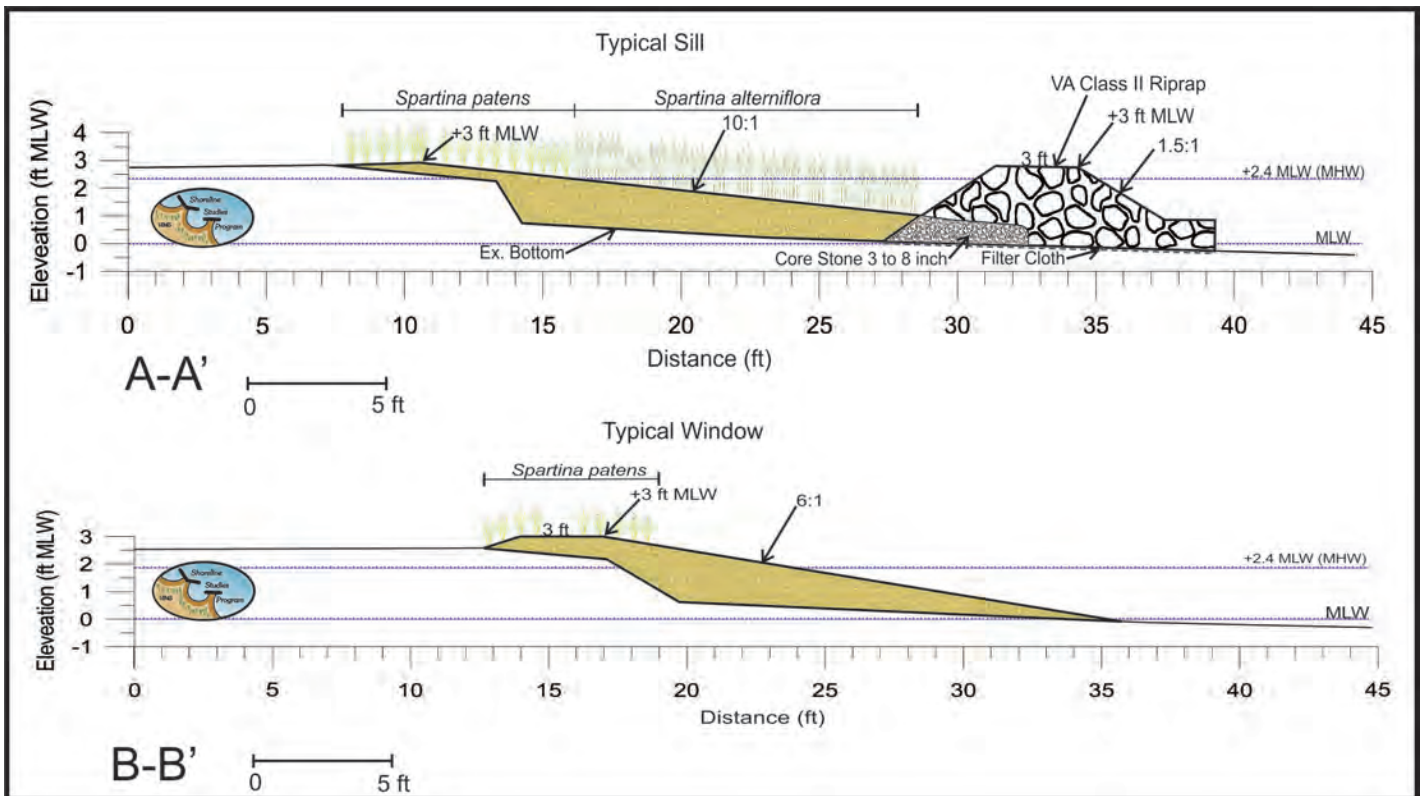 Typical Sill
VA Class II Riprap
Spartina patens
Spartina alterniflora
+3 ft MLW
10:1
+3 ft MLW
1.5:1
3 ft
Eleveation (ft MLW)
4
3
2
1
0
-1
+2.4 MLW (MHW)
MLW
Shoreline
Studies
Program
VIMS
Ex. Bottom
Core Stone 3 to 8 inch
Filter Cloth
0 5 10 15 20 25 30 35 40 45
Distance (ft)
A-A'
0 5 ft
Typical Window
Spartina patens
+3 ft MLW
6:1
3 ft
Eleveation (ft MLW)
3
2
1
0
-1
+2.4 MLW (MHW)
MLW
Shoreline
Studies
Program
VIMS
0 5 10 15 20 25 30 35 40 45
Distance (ft)
B-B'
0 5 ft